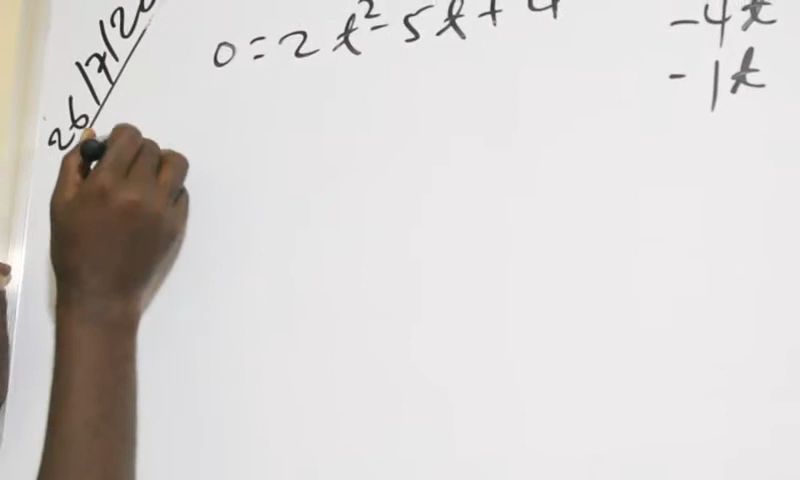 26/7/20
0 = 2t² - 5t + 4
-4t
-1t